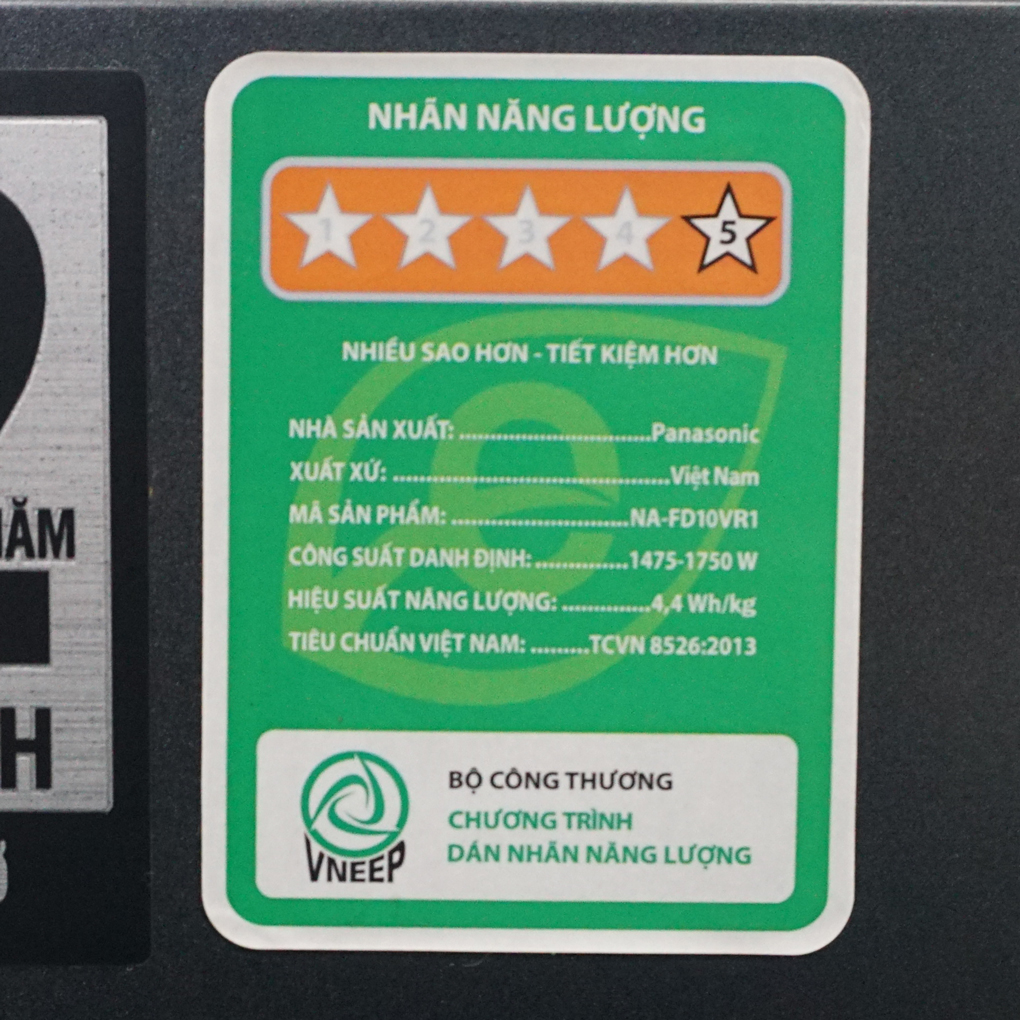 NHÃN NĂNG LƯỢNG
1 2 3 4 5
NHIỀU SAO HƠN - TIẾT KIỆM HƠN
NHÀ SẢN XUẤT: ..............................Panasonic
XUẤT XỨ: ...........................................Việt Nam
MÃ SẢN PHẨM: ............................NA-FD10VR1
CÔNG SUẤT DANH ĐỊNH: ..............1475-1750 W
HIỆU SUẤT NĂNG LƯỢNG: ..............4,4 Wh/kg
TIÊU CHUẨN VIỆT NAM: .........TCVN 8526:2013
VNEEP
BỘ CÔNG THƯƠNG
CHƯƠNG TRÌNH
DÁN NHÃN NĂNG LƯỢNG